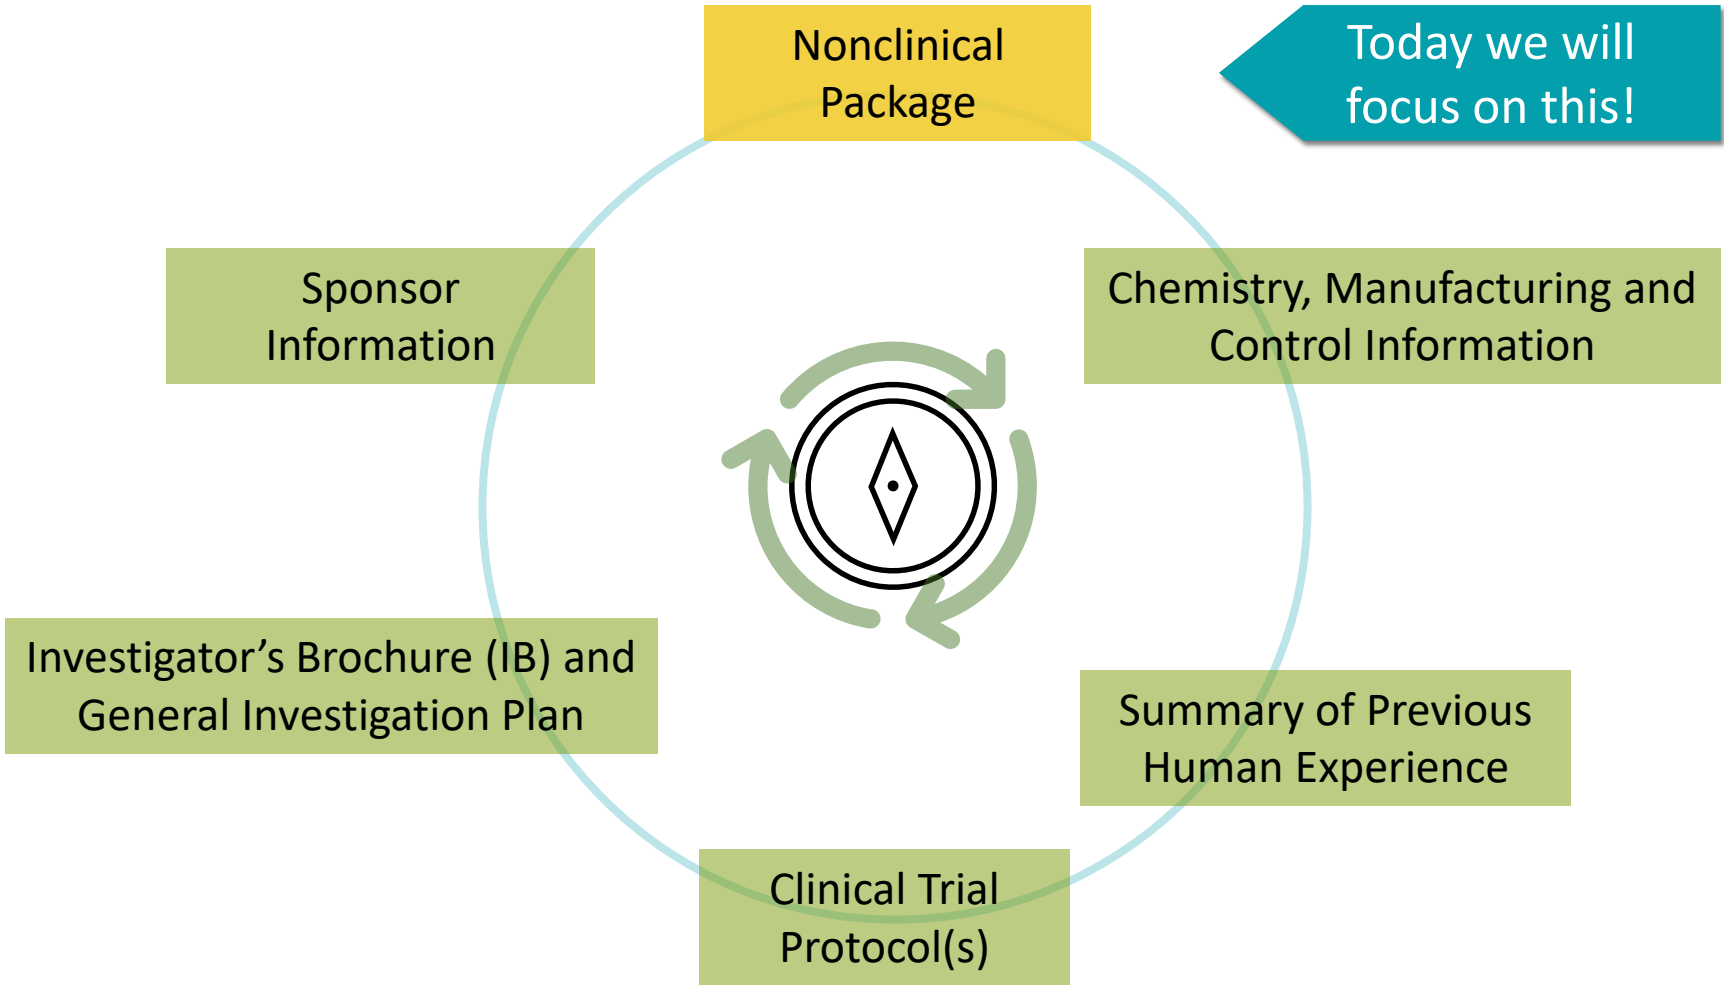 Nonclinical
Package
Today we will
focus on this!
Sponsor
Information
Chemistry, Manufacturing and
Control Information
Investigator’s Brochure (IB) and
General Investigation Plan
Summary of Previous
Human Experience
Clinical Trial
Protocol(s)